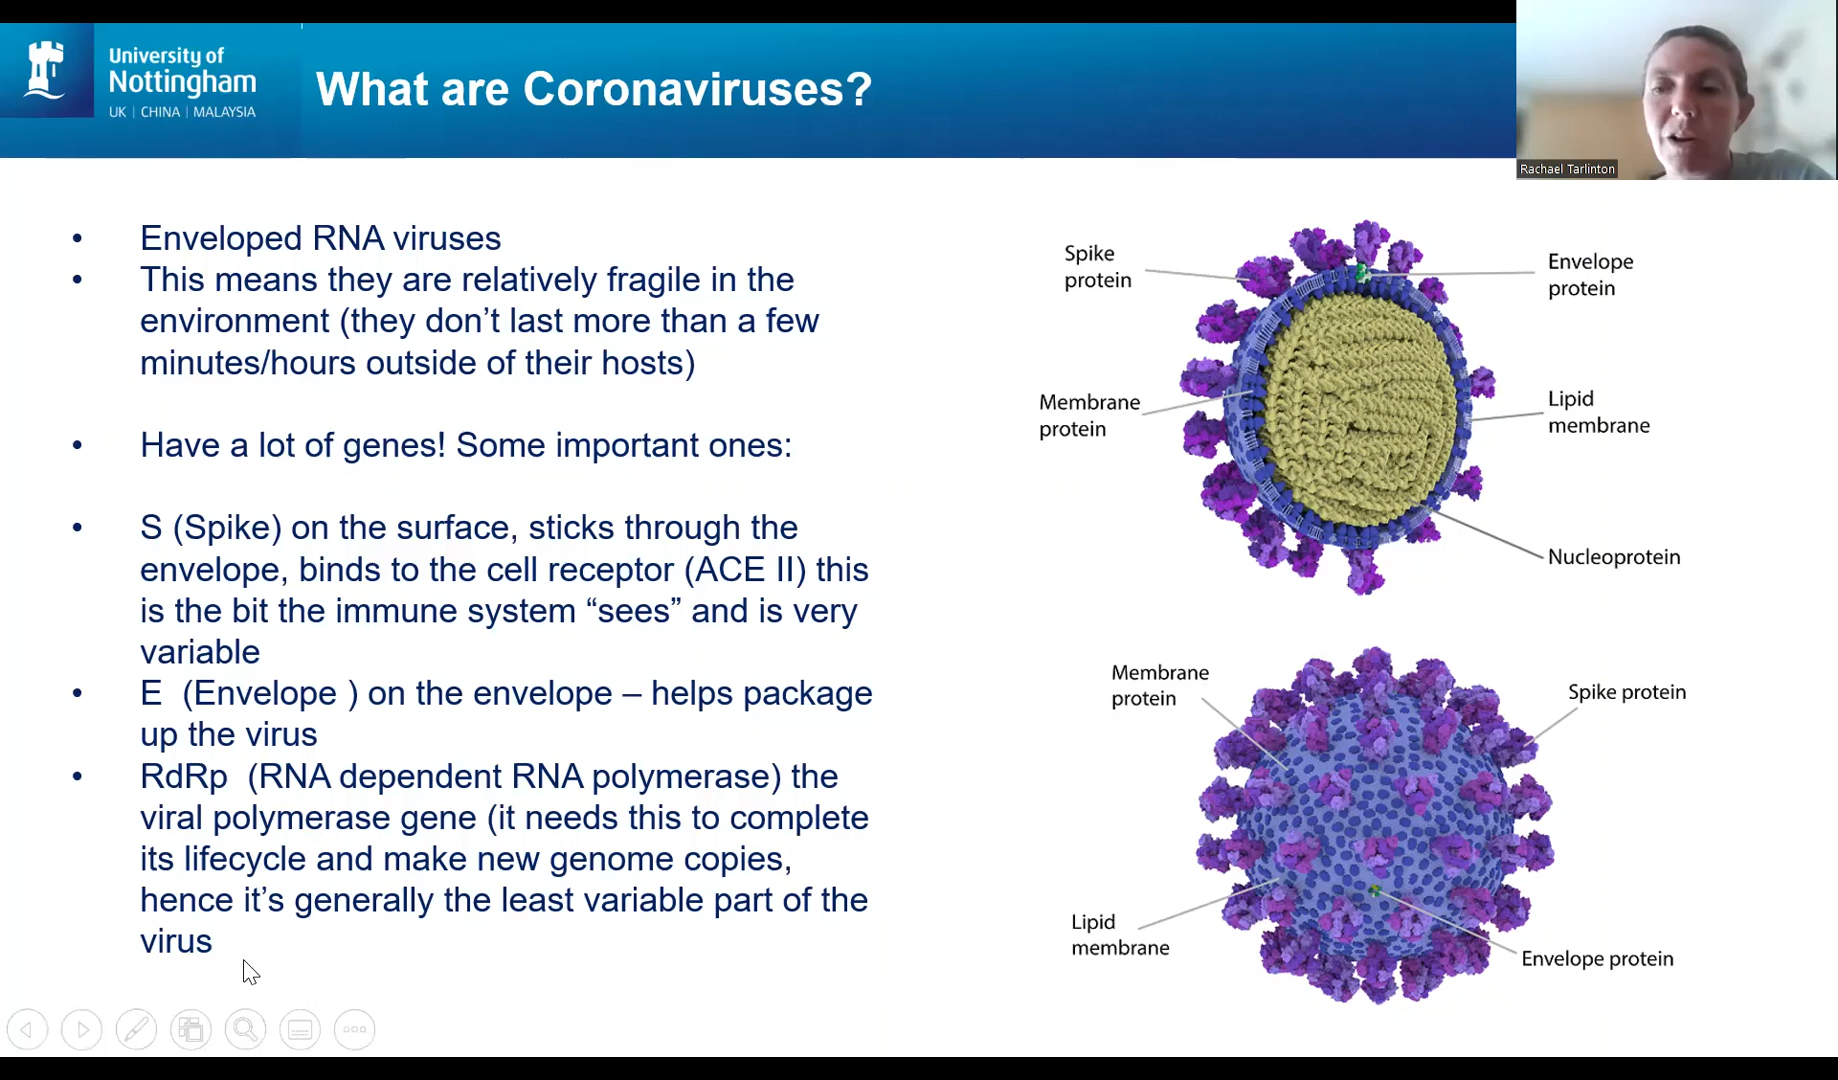 University of
Nottingham
UK | CHINA | MALAYSIA
What are Coronaviruses?
Rachael Tarlinton
• Enveloped RNA viruses
• This means they are relatively fragile in the
environment (they don’t last more than a few
minutes/hours outside of their hosts)
• Have a lot of genes! Some important ones:
• S (Spike) on the surface, sticks through the
envelope, binds to the cell receptor (ACE II) this
is the bit the immune system “sees” and is very
variable
• E (Envelope ) on the envelope – helps package
up the virus
• RdRp (RNA dependent RNA polymerase) the
viral polymerase gene (it needs this to complete
its lifecycle and make new genome copies,
hence it’s generally the least variable part of the
virus
Spike
protein
Envelope
protein
Membrane
protein
Lipid
membrane
Nucleoprotein
Membrane
protein
Spike protein
Lipid
membrane
Envelope protein